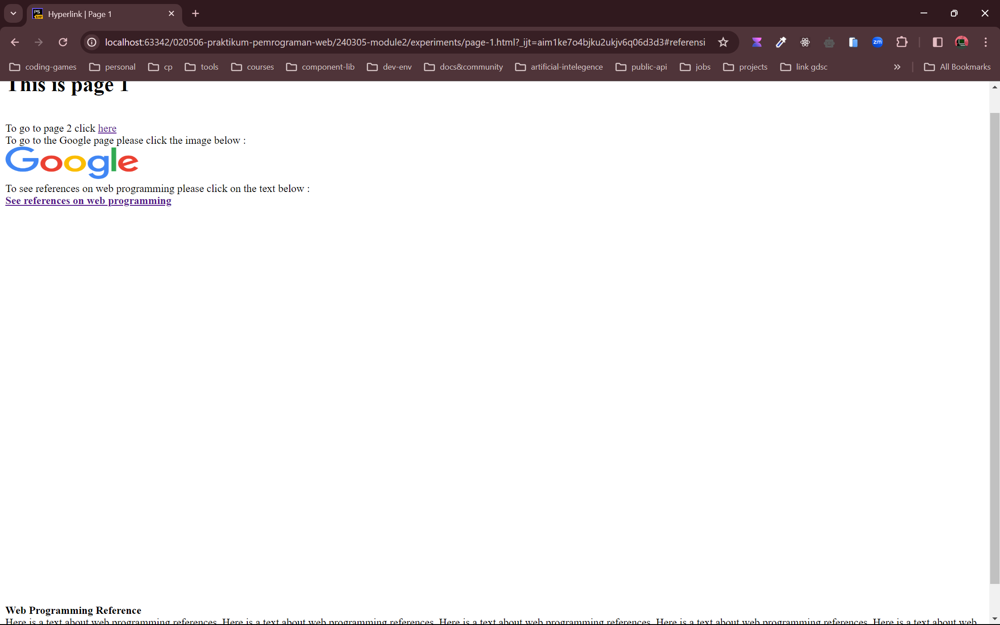 PS
EAP
Hyperlink | Page 1
localhost:63342/020506-praktikum-pemrograman-web/240305-module2/experiments/page-1.html?_ijt=aim1ke7o4bjku2ukjv6q06d3d3#referensi
zm
coding-games personal cp tools courses component-lib dev-env docs&community artificial-intelegence public-api jobs projects link gdsc All Bookmarks
This is page 1
To go to page 2 click here
To go to the Google page please click the image below :
Google
To see references on web programming please click on the text below :
See references on web programming
Web Programming Reference
Here is a text about web programming references. Here is a text about web programming references. Here is a text about web programming references. Here is a text about web programming references. Here is a text about web